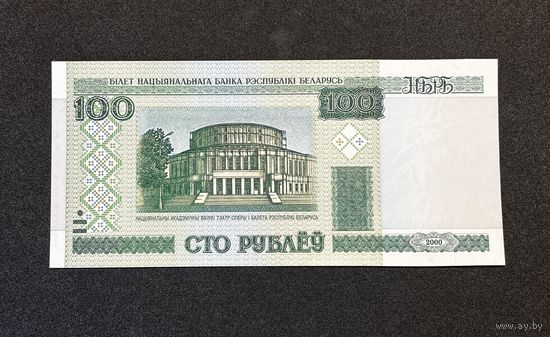 БІЛЕТ НАЦЫЯНАЛЬНАГА БАНКА РЭСПУБЛІКІ БЕЛАРУСЬ
НБРБ
100
100
НАЦЫЯНАЛЬНЫ АКАДЭМІЧНЫ ВЯЛІКІ ТЭАТР ОПЕРЫ І БАЛЕТА РЭСПУБЛІКІ БЕЛАРУСЬ
СТО РУБЛЁЎ
2000
www.ay.by